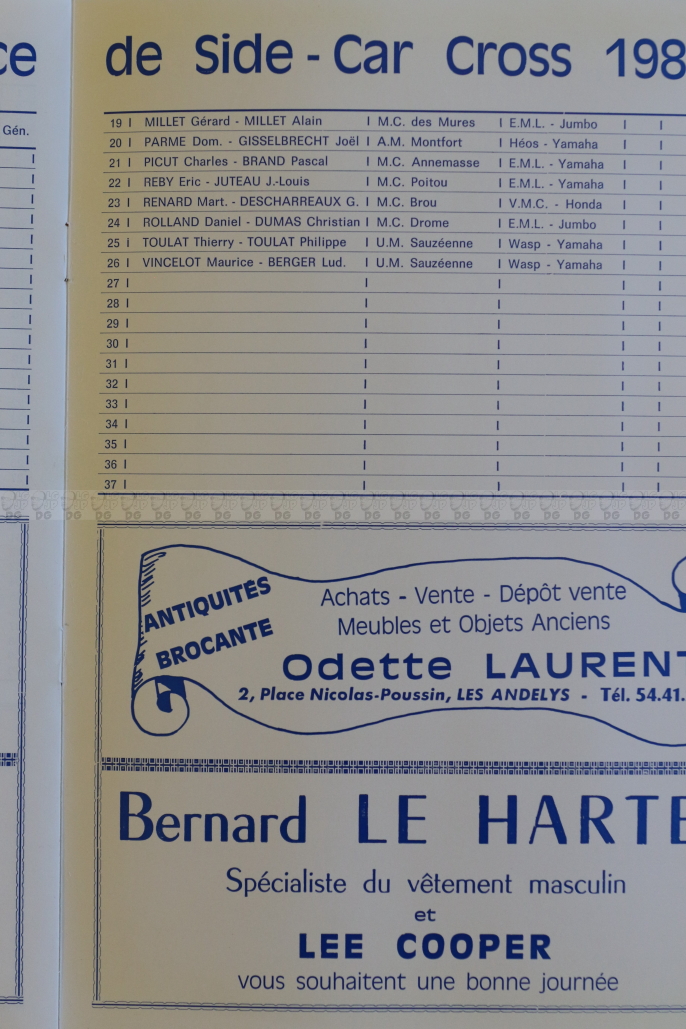 ce
de Side - Car Cross 198
Gén.
19 MILLET Gérard - MILLET Alain M.C. des Mures E.M.L. - Jumbo
20 PARME Dom. - GISSELBRECHT Joël A.M. Montfort Héos - Yamaha
21 PICUT Charles - BRAND Pascal M.C. Annemasse E.M.L. - Yamaha
22 REBY Eric - JUTEAU J.-Louis M.C. Poitou E.M.L. - Yamaha
23 RENARD Mart. - DESCHARREAUX G. M.C. Brou V.M.C. - Honda
24 ROLLAND Daniel - DUMAS Christian M.C. Drome E.M.L. - Jumbo
25 TOULAT Thierry - TOULAT Philippe U.M. Sauzéenne Wasp - Yamaha
26 VINCELOT Maurice - BERGER Lud. U.M. Sauzéenne Wasp - Yamaha
27
28
29
30
31
32
33
34
35
36
37
ANTIQUITÉS
BROCANTE
Achats - Vente - Dépôt vente
Meubles et Objets Anciens
Odette LAURENT
2, Place Nicolas-Poussin, LES ANDELYS - Tél. 54.41.
Bernard LE HARTE
Spécialiste du vêtement masculin
et
LEE COOPER
vous souhaitent une bonne journée